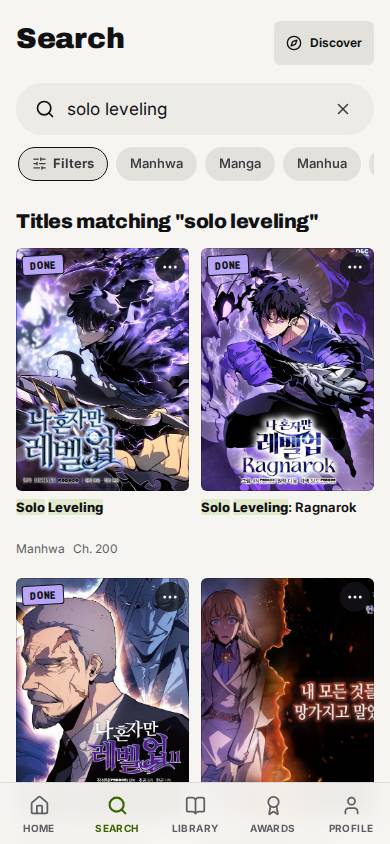 Search
Discover
solo leveling
Filters
Manhwa
Manga
Manhua
Titles matching "solo leveling"
DONE
나 혼자만
레벨업
DONE
나 혼자만
레벨업
Ragnarok
Solo Leveling
Solo Leveling: Ragnarok
Manhwa Ch. 200
DONE
나 혼자만
레벨업 II
내 모든 것들
망가지고 말았
HOME
SEARCH
LIBRARY
AWARDS
PROFILE